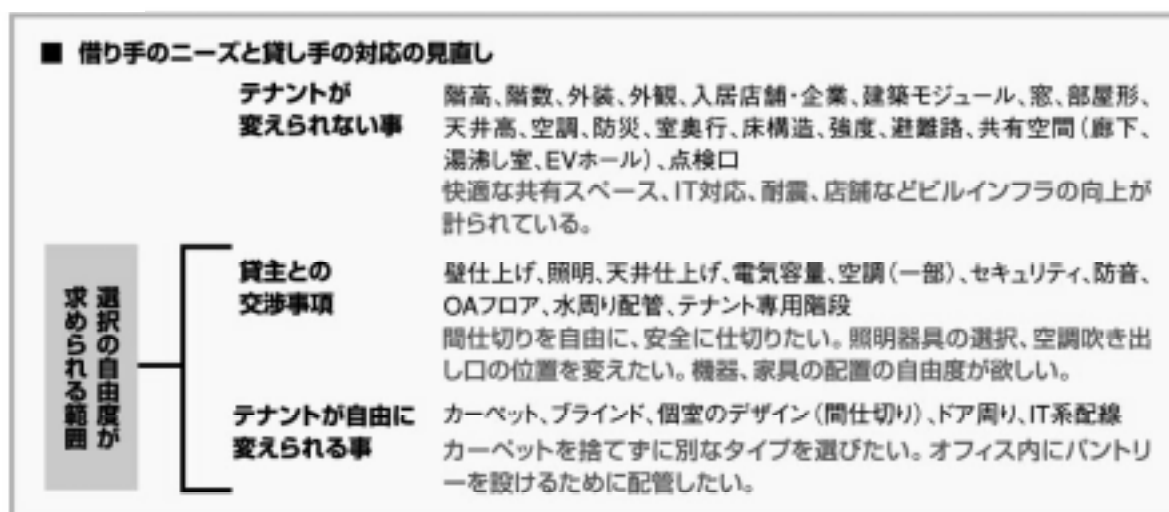 ■ 借り手のニーズと貸し手の対応の見直し
テナントが
変えられない事
階高、階数、外装、外観、入居店舗・企業、建築モジュール、窓、部屋形、
天井高、空調、防災、室奥行、床構造、強度、避難路、共有空間(廊下、
湯沸し室、EVホール)、点検口
快適な共有スペース、IT対応、耐震、店舗などビルインフラの向上が
計られている。
選択の自由度が
求められる範囲
貸主との
交渉事項
壁仕上げ、照明、天井仕上げ、電気容量、空調(一部)、セキュリティ、防音、
OAフロア、水周り配管、テナント専用階段
間仕切りを自由に、安全に仕切りたい。照明器具の選択、空調吹き出
し口の位置を変えたい。機器、家具の配置の自由度が欲しい。
テナントが自由に
変えられる事
カーペット、ブラインド、個室のデザイン(間仕切り)、ドア周り、IT系配線
カーペットを捨てずに別なタイプを選びたい。オフィス内にパントリ
ーを設けるために配管したい。